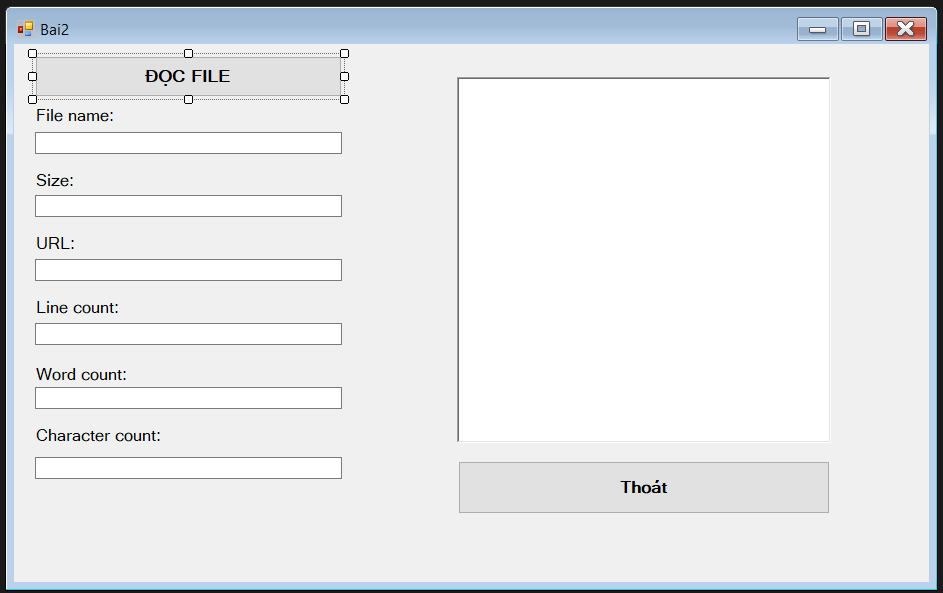 Bai2
ĐỌC FILE
File name:
Size:
URL:
Line count:
Word count:
Character count:
Thoát